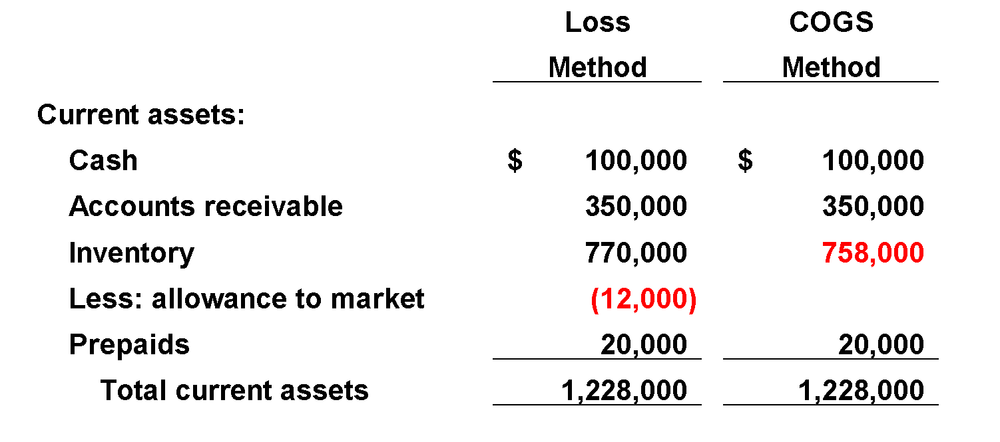 Loss COGS
Method Method
Current assets:
Cash $ 100,000 $ 100,000
Accounts receivable 350,000 350,000
Inventory 770,000 758,000
Less: allowance to market (12,000)
Prepaids 20,000 20,000
Total current assets 1,228,000 1,228,000